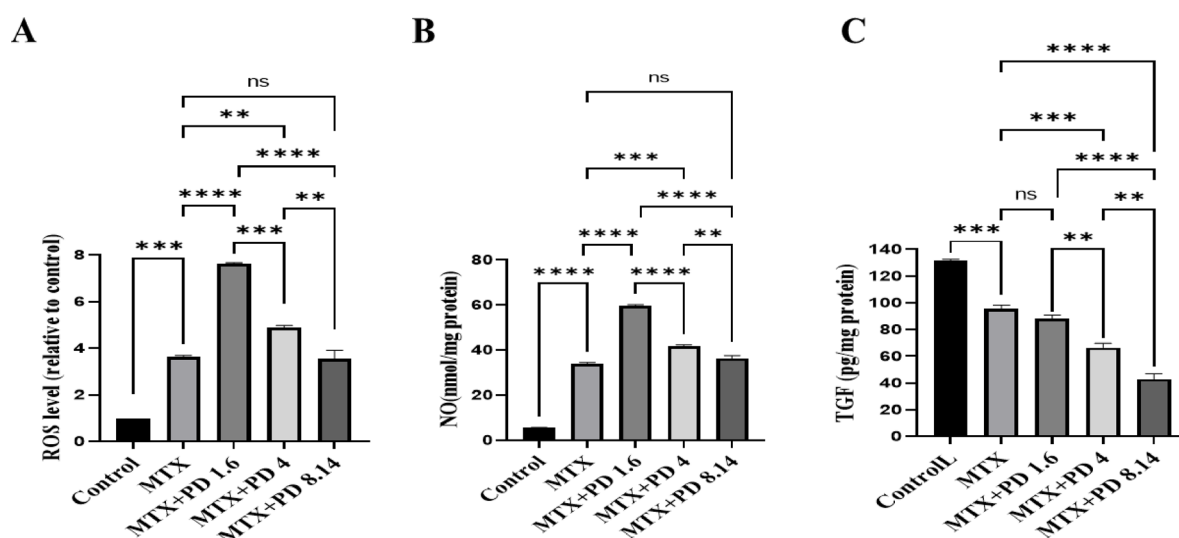 A
ns
**
****
**
****
***
***
ROS level (relative to control)
8
6
4
2
0
Control
MTX
MTX+PD 1.6
MTX+PD 4
MTX+PD 8.14
B
ns
***
****
****
**
****
****
NO(nmol/mg protein)
80
60
40
20
0
Control
MTX
MTX+PD 1.6
MTX+PD 4
MTX+PD 8.14
C
****
***
****
ns
**
***
**
TGF (pg/mg protein)
140
120
100
80
60
40
20
0
ControlL
MTX
MTX+PD 1.6
MTX+PD 4
MTX+PD 8.14